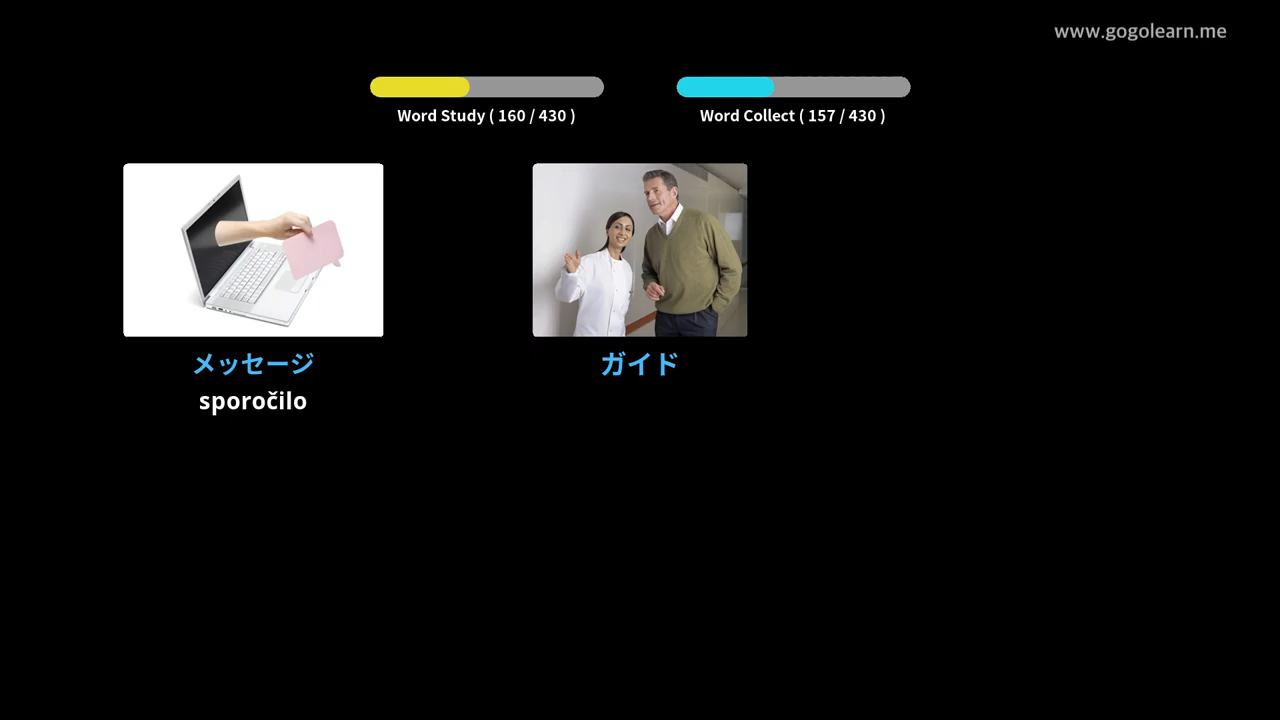 www.gogolearn.me
Word Study ( 160 / 430 )
Word Collect ( 157 / 430 )
メッセージ
sporočilo
ガイド